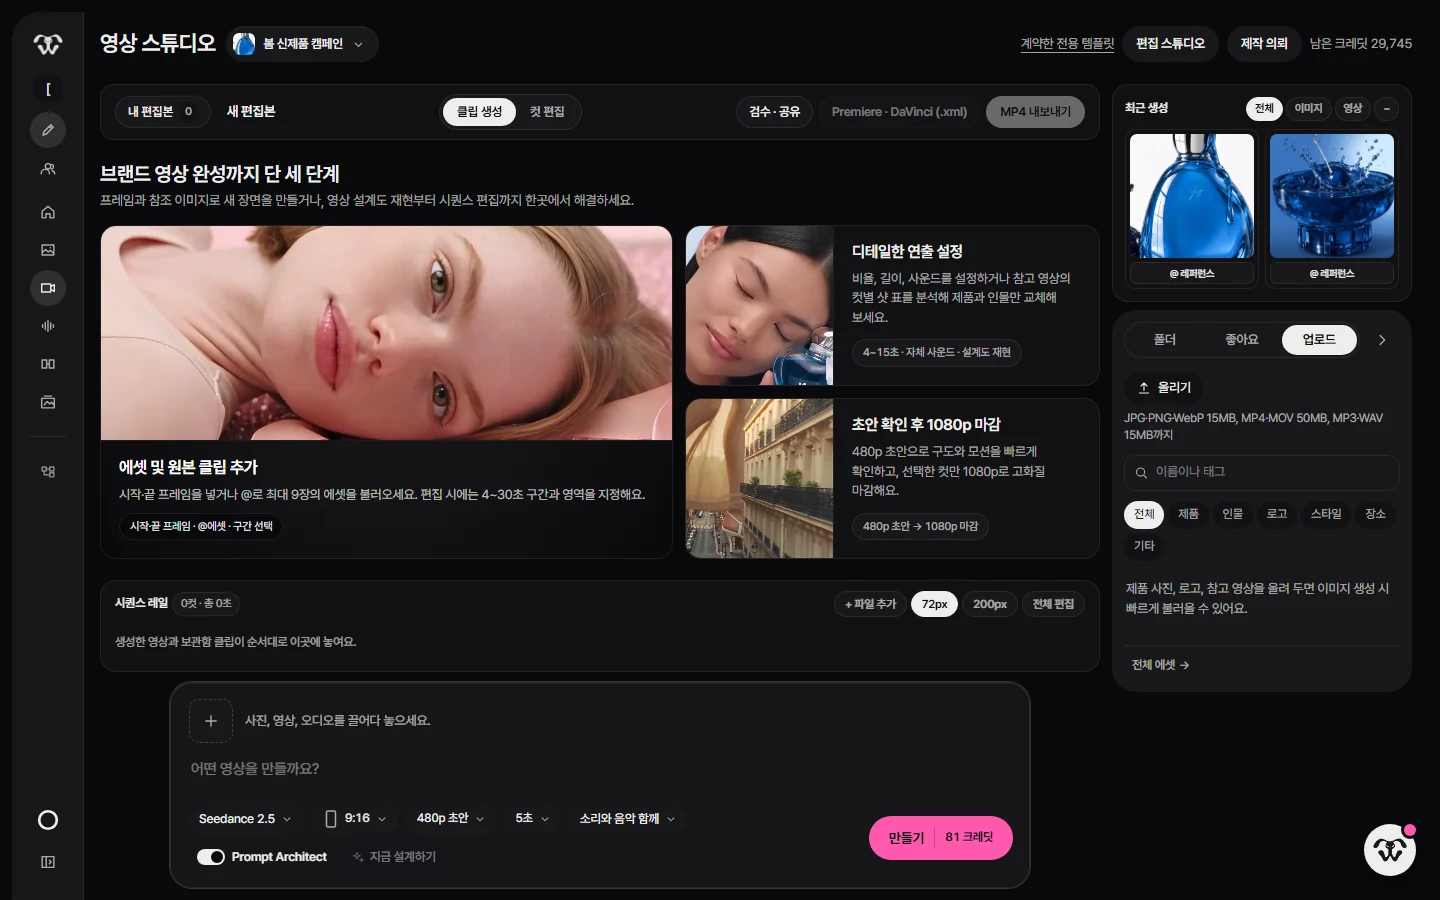 영상 스튜디오
봄 신제품 캠페인
계약한 전용 템플릿
편집 스튜디오
제작 의뢰
남은 크레딧 29,745
[
내 편집본 0
새 편집본
클립 생성
컷 편집
검수 · 공유
Premiere · DaVinci (.xml)
MP4 내보내기
브랜드 영상 완성까지 단 세 단계
프레임과 참조 이미지로 새 장면을 만들거나, 영상 설계도 재현부터 시퀀스 편집까지 한곳에서 해결하세요.
에셋 및 원본 클립 추가
시작·끝 프레임을 넣거나 @로 최대 9장의 에셋을 불러오세요. 편집 시에는 4~30초 구간과 영역을 지정해요.
시작·끝 프레임 · @에셋 · 구간 선택
디테일한 연출 설정
비율, 길이, 사운드를 설정하거나 참고 영상의
컷별 샷 표를 분석해 제품과 인물만 교체해
보세요.
4~15초 · 자체 사운드 · 설계도 재현
초안 확인 후 1080p 마감
480p 초안으로 구도와 모션을 빠르게
확인하고, 선택한 컷만 1080p로 고화질
마감해요.
480p 초안 → 1080p 마감
시퀀스 레일
0컷 · 총 0초
+ 파일 추가
72px
200px
전체 편집
생성한 영상과 보관함 클립이 순서대로 이곳에 놓여요.
사진, 영상, 오디오를 끌어다 놓으세요.
어떤 영상을 만들까요?
Seedance 2.5
9:16
480p 초안
5초
소리와 음악 함께
Prompt Architect
지금 설계하기
만들기
81 크레딧
최근 생성
전체
이미지
영상
–
@ 레퍼런스
@ 레퍼런스
폴더
좋아요
업로드
올리기
JPG·PNG·WebP 15MB, MP4·MOV 50MB, MP3·WAV
15MB까지
이름이나 태그
전체
제품
인물
로고
스타일
장소
기타
제품 사진, 로고, 참고 영상을 올려 두면 이미지 생성 시
빠르게 불러올 수 있어요.
전체 에셋 →